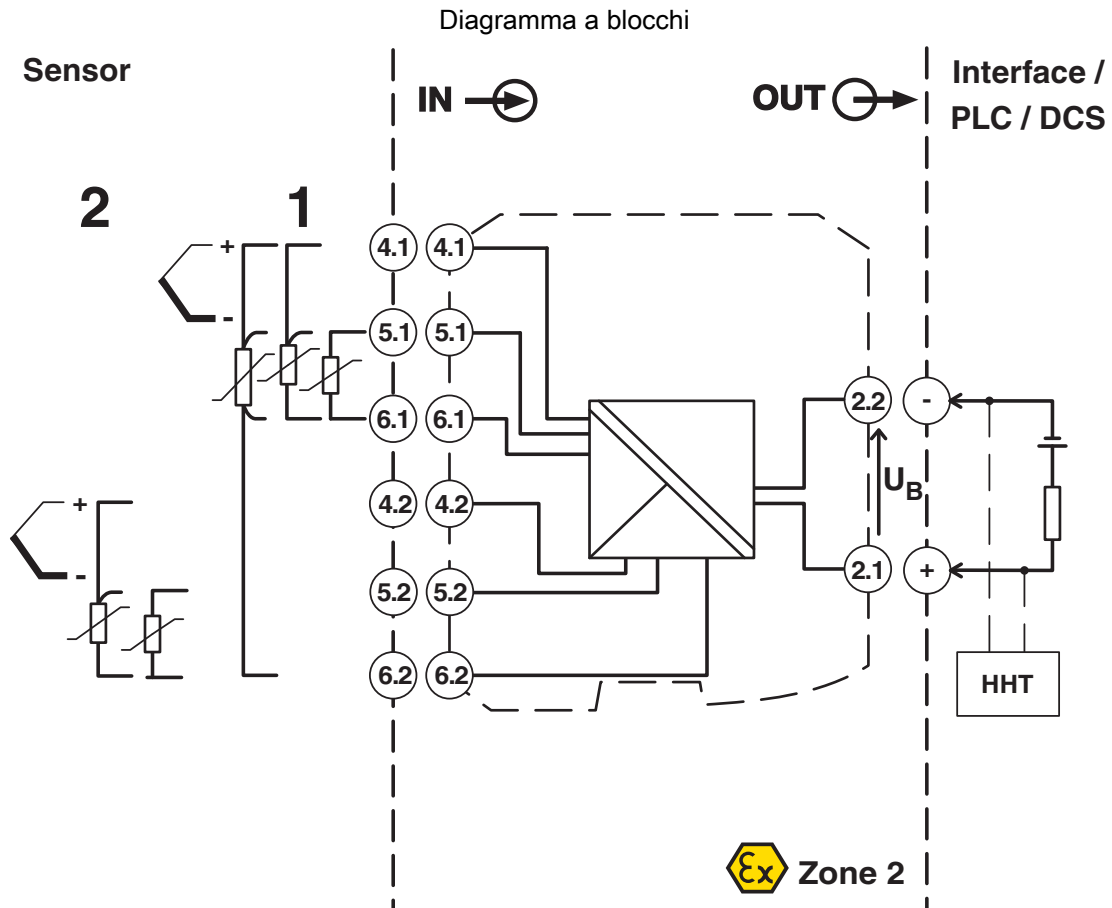 Diagramma a blocchi
Sensor
IN
OUT
Interface /
PLC / DCS
2
1
+
-
+
-
4.1
4.1
5.1
5.1
6.1
6.1
4.2
4.2
5.2
5.2
6.2
6.2
2.2
-
UB
2.1
+
HHT
Ex Zone 2